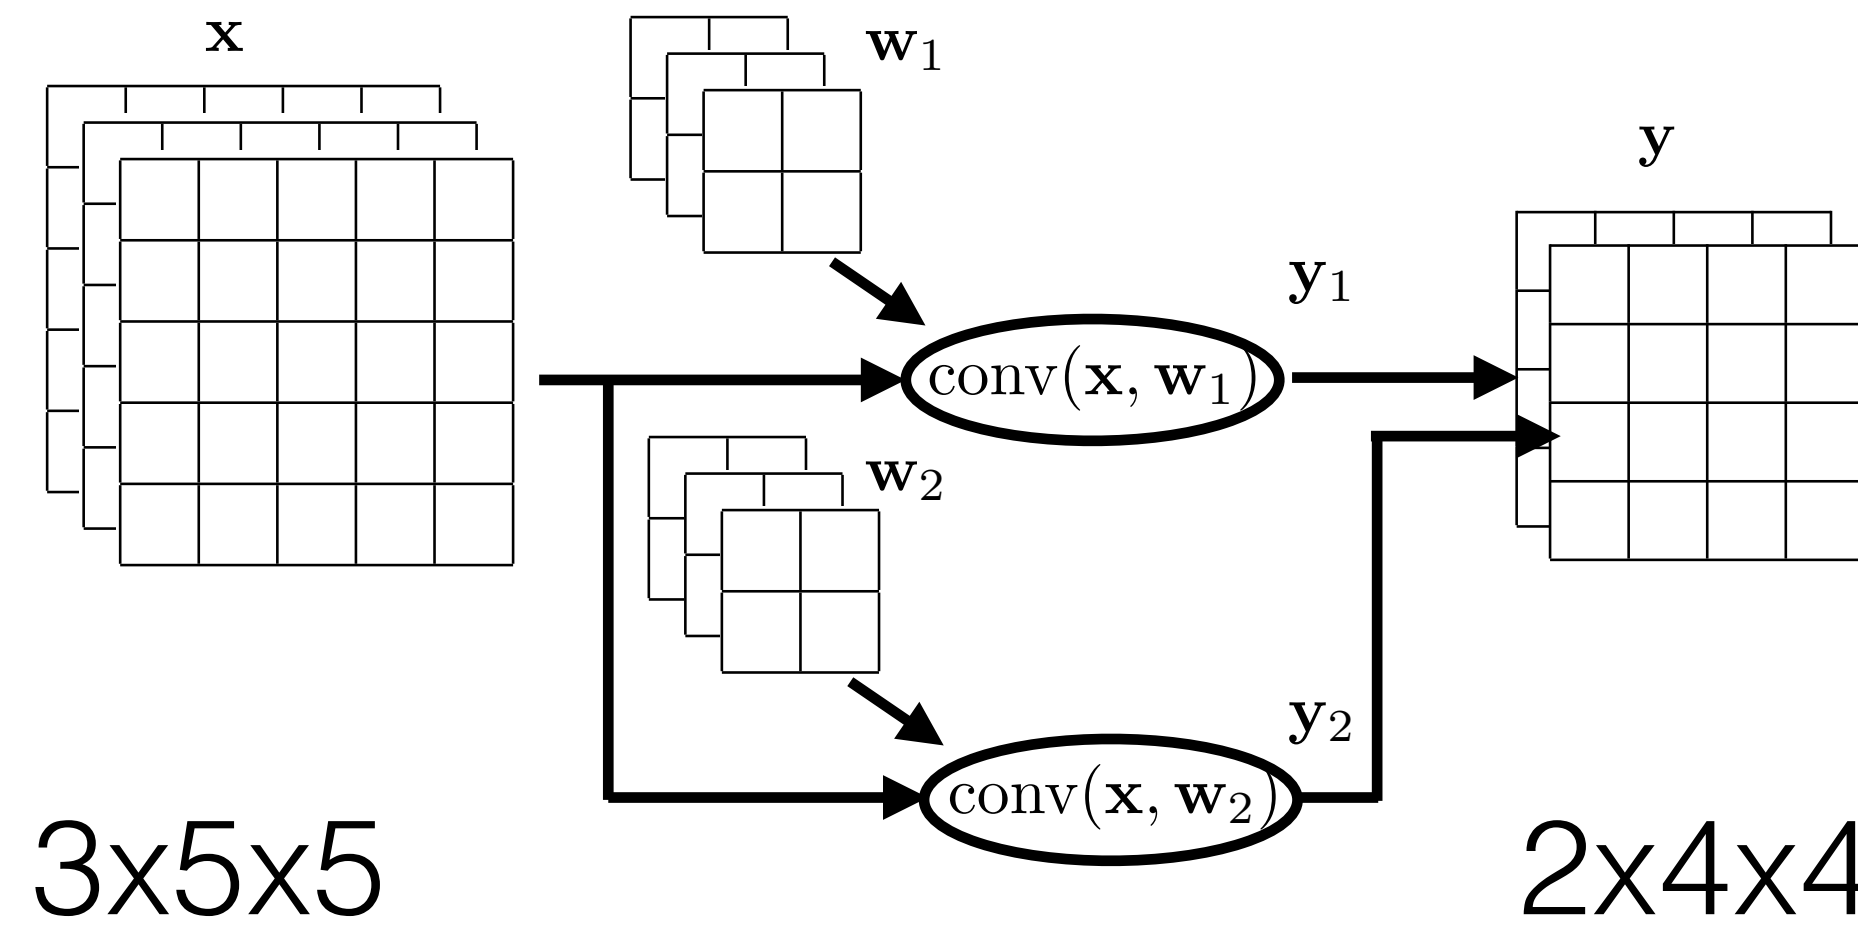 x
w₁
y
y₁
conv(x, w₁)
w₂
y₂
conv(x, w₂)
3x5x5
2x4x4